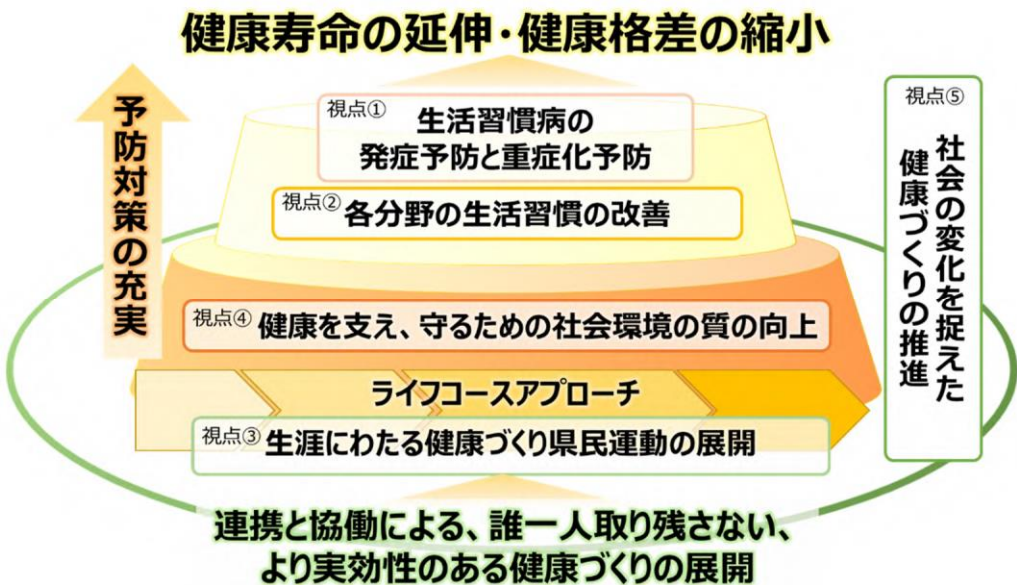 健康寿命の延伸・健康格差の縮小
予防対策の充実
視点①
生活習慣病の
発症予防と重症化予防
視点②
各分野の生活習慣の改善
視点④
健康を支え、守るための社会環境の質の向上
ライフコースアプローチ
視点③
生涯にわたる健康づくり県民運動の展開
視点⑤
社会の変化を捉えた
健康づくりの推進
連携と協働による、誰一人取り残さない、
より実効性のある健康づくりの展開